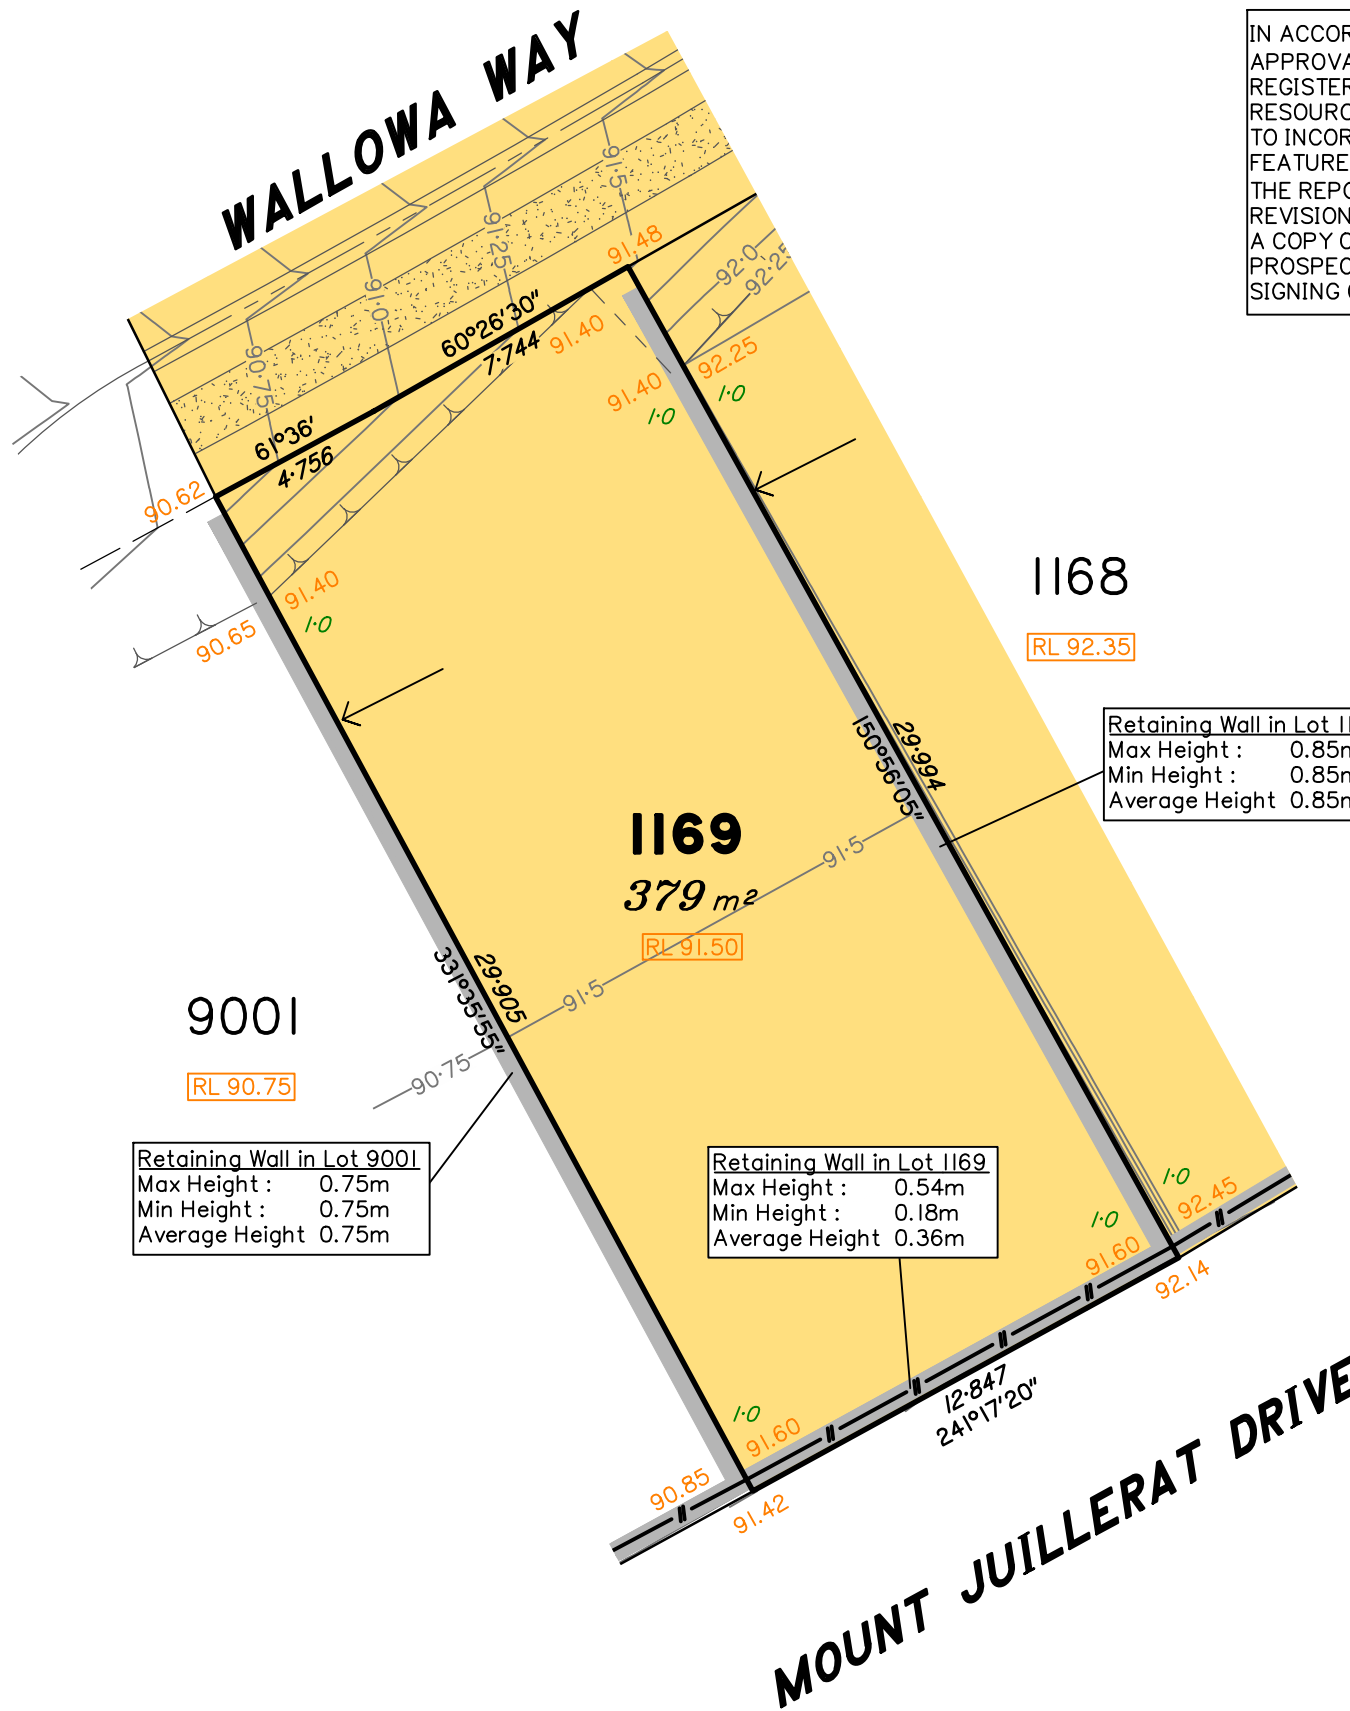 WALLOWA WAY
IN ACCOR
APPROVA
REGISTER
RESOURC
TO INCOR
FEATURE
THE REPO
REVISION
A COPY O
PROSPEC
SIGNING
91·5
91·25
91·0
90·75
91.48
92·0
92·25
60°26'30"
7·744
91.40
61°36'
4·756
91.40
92.25
1·0
1·0
90.62
91.40
1·0
90.65
1168
RL 92.35
Retaining Wall in Lot 11
Max Height : 0.85m
Min Height : 0.85m
Average Height 0.85m
29·994
150°56'05"
1169
379 m²
RL 91.50
91·5
91·5
90·75
29·905
331°35'55"
9001
RL 90.75
Retaining Wall in Lot 9001
Max Height : 0.75m
Min Height : 0.75m
Average Height 0.75m
Retaining Wall in Lot 1169
Max Height : 0.54m
Min Height : 0.18m
Average Height 0.36m
1·0
92.45
1·0
91.60
92.14
12·847
241°17'20"
1·0
91.60
90.85
91.42
MOUNT JUILLERAT DRIVE